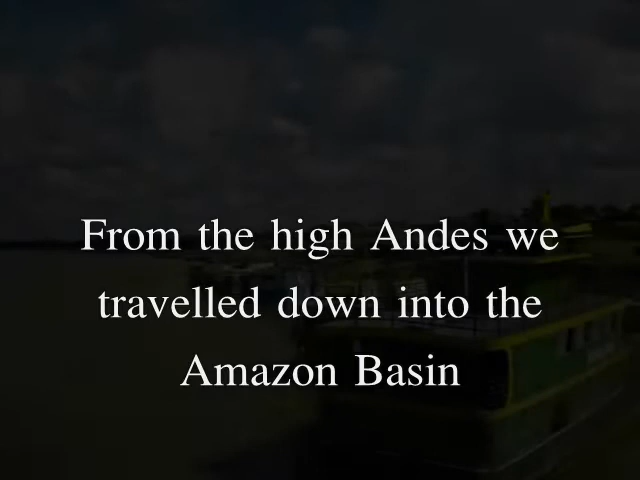 From the high Andes we
travelled down into the
Amazon Basin